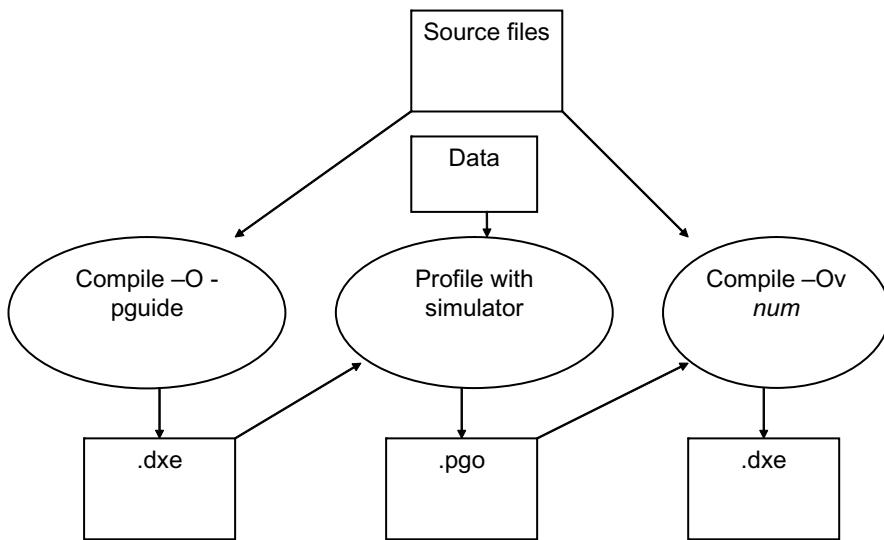 Source files
Data
Compile –O -
pguide
Profile with
simulator
Compile –Ov
num
.dxe
.pgo
.dxe